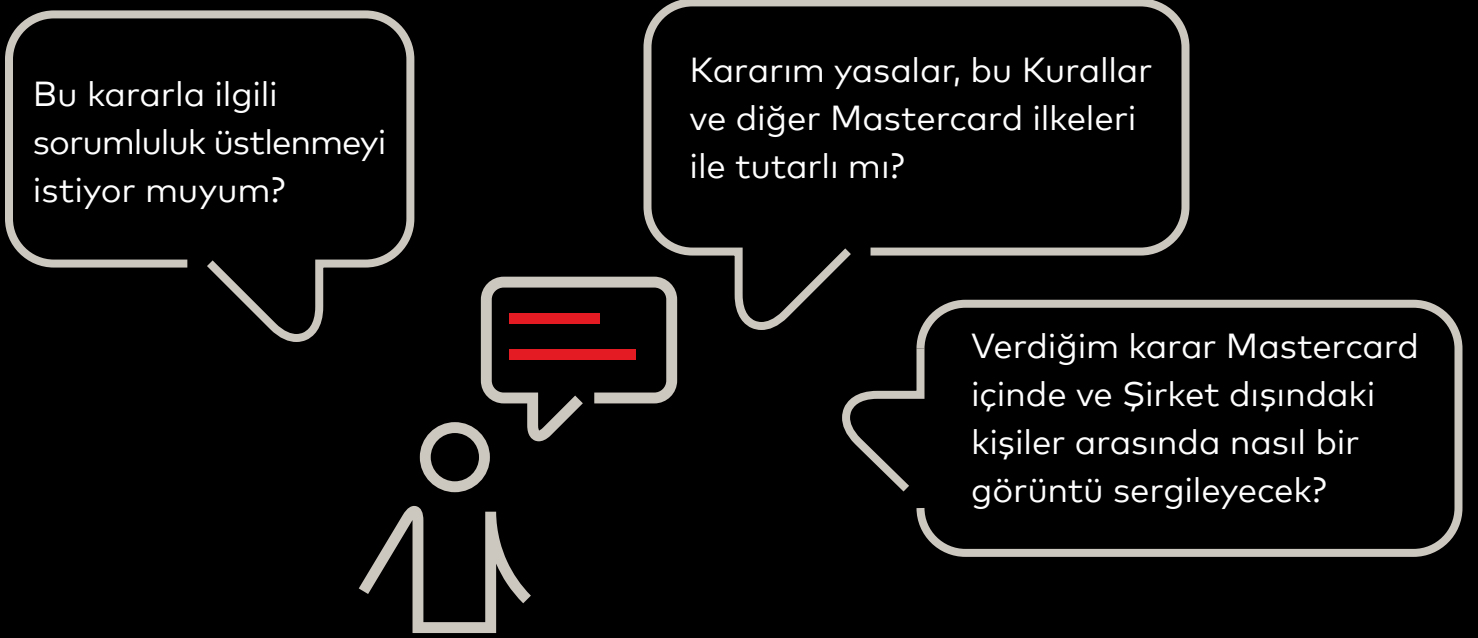 Bu kararla ilgili
sorumluluk üstlenmeyi
istiyor muyum?
Kararım yasalar, bu Kurallar
ve diğer Mastercard ilkeleri
ile tutarlı mı?
Verdiğim karar Mastercard
içinde ve Şirket dışındaki
kişiler arasında nasıl bir
görüntü sergileyecek?